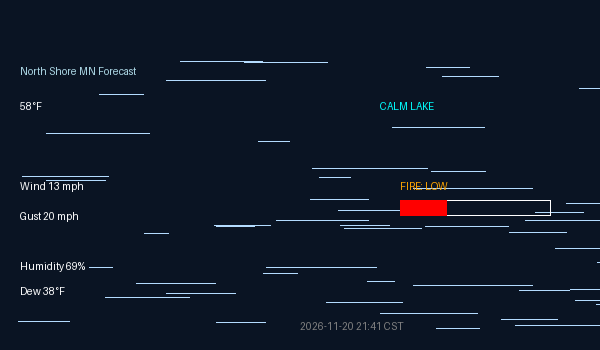 North Shore MN Forecast
58°F
CALM LAKE
Wind 13 mph
FIRE: LOW
Gust 20 mph
Humidity 69%
Dew 38°F
2026-11-20 21:41 CST